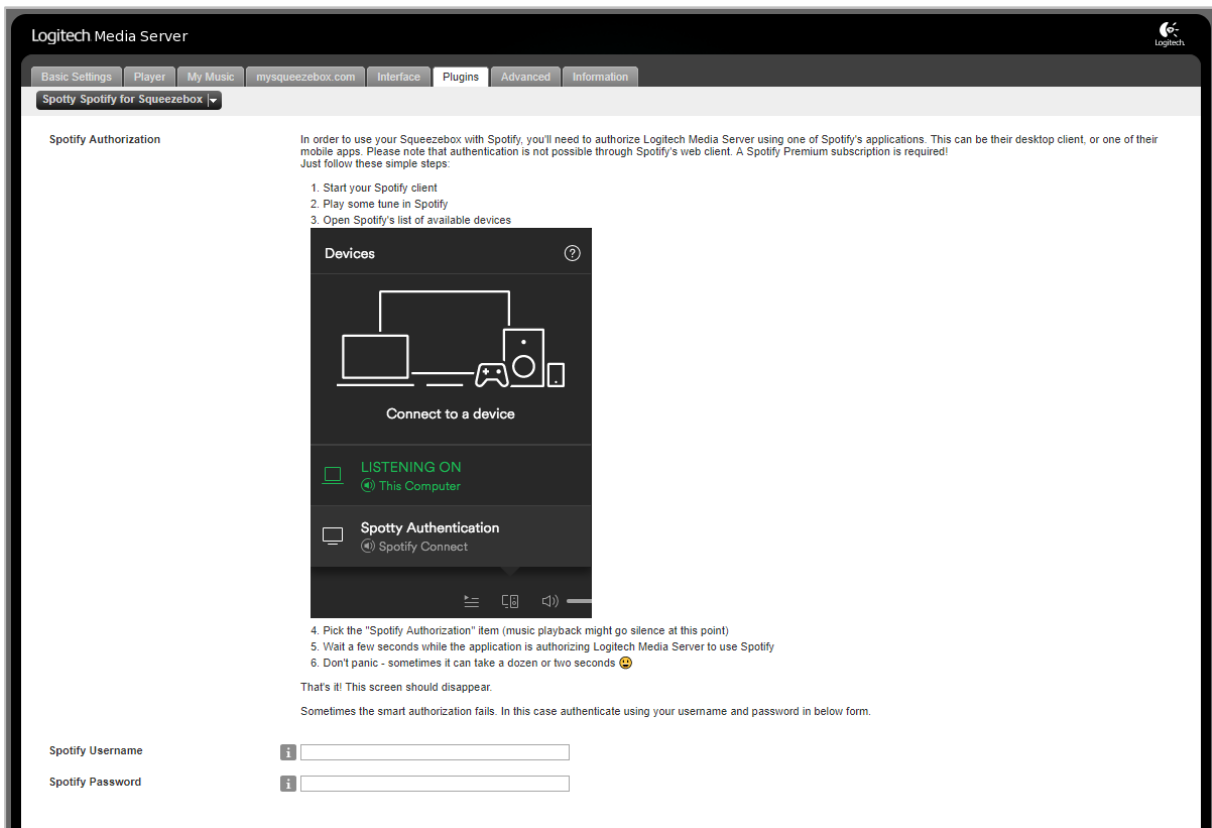 Logitech Media Server
Logitech
Basic Settings Player My Music mysqueezebox.com Interface Plugins Advanced Information
Spotty Spotify for Squeezebox
Spotify Authorization
In order to use your Squeezebox with Spotify, you'll need to authorize Logitech Media Server using one of Spotify's applications. This can be their desktop client, or one of their
mobile apps. Please note that authentication is not possible through Spotify's web client. A Spotify Premium subscription is required!
Just follow these simple steps:
1. Start your Spotify client
2. Play some tune in Spotify
3. Open Spotify's list of available devices
Devices ?
Connect to a device
LISTENING ON
This Computer
Spotty Authentication
Spotify Connect
4. Pick the "Spotify Authorization" item (music playback might go silence at this point)
5. Wait a few seconds while the application is authorizing Logitech Media Server to use Spotify
6. Don't panic - sometimes it can take a dozen or two seconds 😃
That's it! This screen should disappear.
Sometimes the smart authorization fails. In this case authenticate using your username and password in below form.
Spotify Username i
Spotify Password i